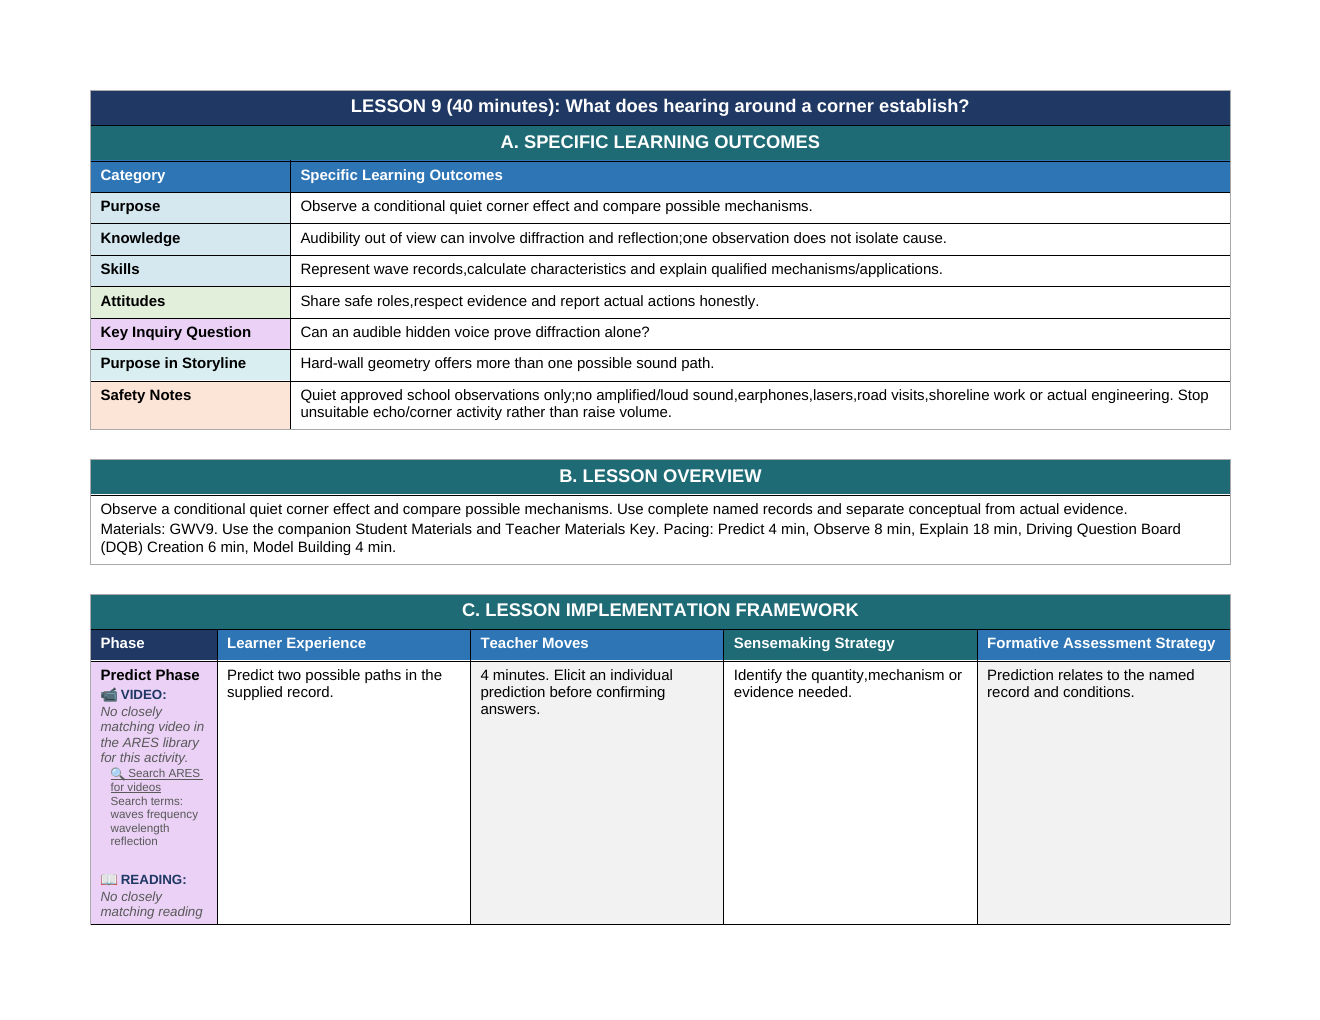 LESSON 9 (40 minutes): What does hearing around a corner establish?
A. SPECIFIC LEARNING OUTCOMES
Category
Specific Learning Outcomes
Purpose
Observe a conditional quiet corner effect and compare possible mechanisms.
Knowledge
Audibility out of view can involve diffraction and reflection;one observation does not isolate cause.
Skills
Represent wave records,calculate characteristics and explain qualified mechanisms/applications.
Attitudes
Share safe roles,respect evidence and report actual actions honestly.
Key Inquiry Question
Can an audible hidden voice prove diffraction alone?
Purpose in Storyline
Hard-wall geometry offers more than one possible sound path.
Safety Notes
Quiet approved school observations only;no amplified/loud sound,earphones,lasers,road visits,shoreline work or actual engineering. Stop
unsuitable echo/corner activity rather than raise volume.
B. LESSON OVERVIEW
Observe a conditional quiet corner effect and compare possible mechanisms. Use complete named records and separate conceptual from actual evidence.
Materials: GWV9. Use the companion Student Materials and Teacher Materials Key. Pacing: Predict 4 min, Observe 8 min, Explain 18 min, Driving Question Board
(DQB) Creation 6 min, Model Building 4 min.
C. LESSON IMPLEMENTATION FRAMEWORK
Phase
Learner Experience
Teacher Moves
Sensemaking Strategy
Formative Assessment Strategy
Predict Phase
📹 VIDEO:
No closely
matching video in
the ARES library
for this activity.
🔍 Search ARES
for videos
Search terms:
waves frequency
wavelength
reflection
📖 READING:
No closely
matching reading
Predict two possible paths in the
supplied record.
4 minutes. Elicit an individual
prediction before confirming
answers.
Identify the quantity,mechanism or
evidence needed.
Prediction relates to the named
record and conditions.